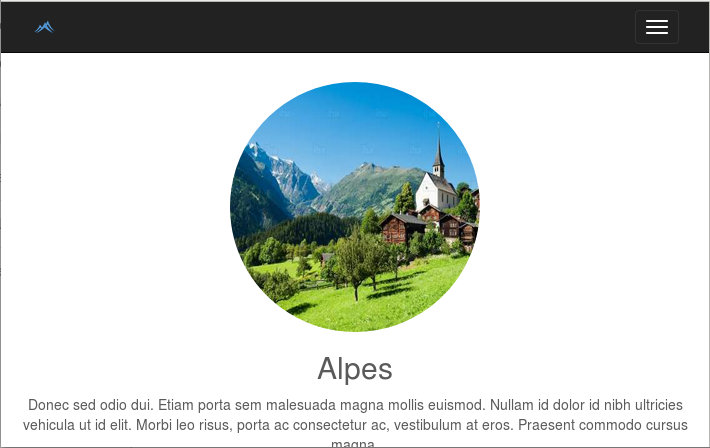 Alpes
Donec sed odio dui. Etiam porta sem malesuada magna mollis euismod. Nullam id dolor id nibh ultricies
vehicula ut id elit. Morbi leo risus, porta ac consectetur ac, vestibulum at eros. Praesent commodo cursus
magna